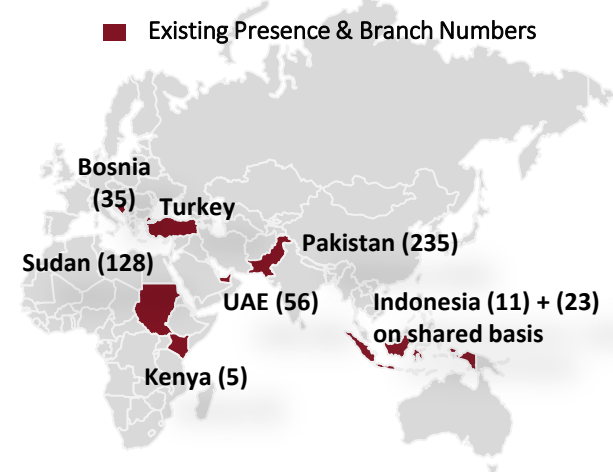 Existing Presence & Branch Numbers
Bosnia
(35)
Turkey
Pakistan (235)
Sudan (128)
UAE (56)
Indonesia (11) + (23)
on shared basis
Kenya (5)